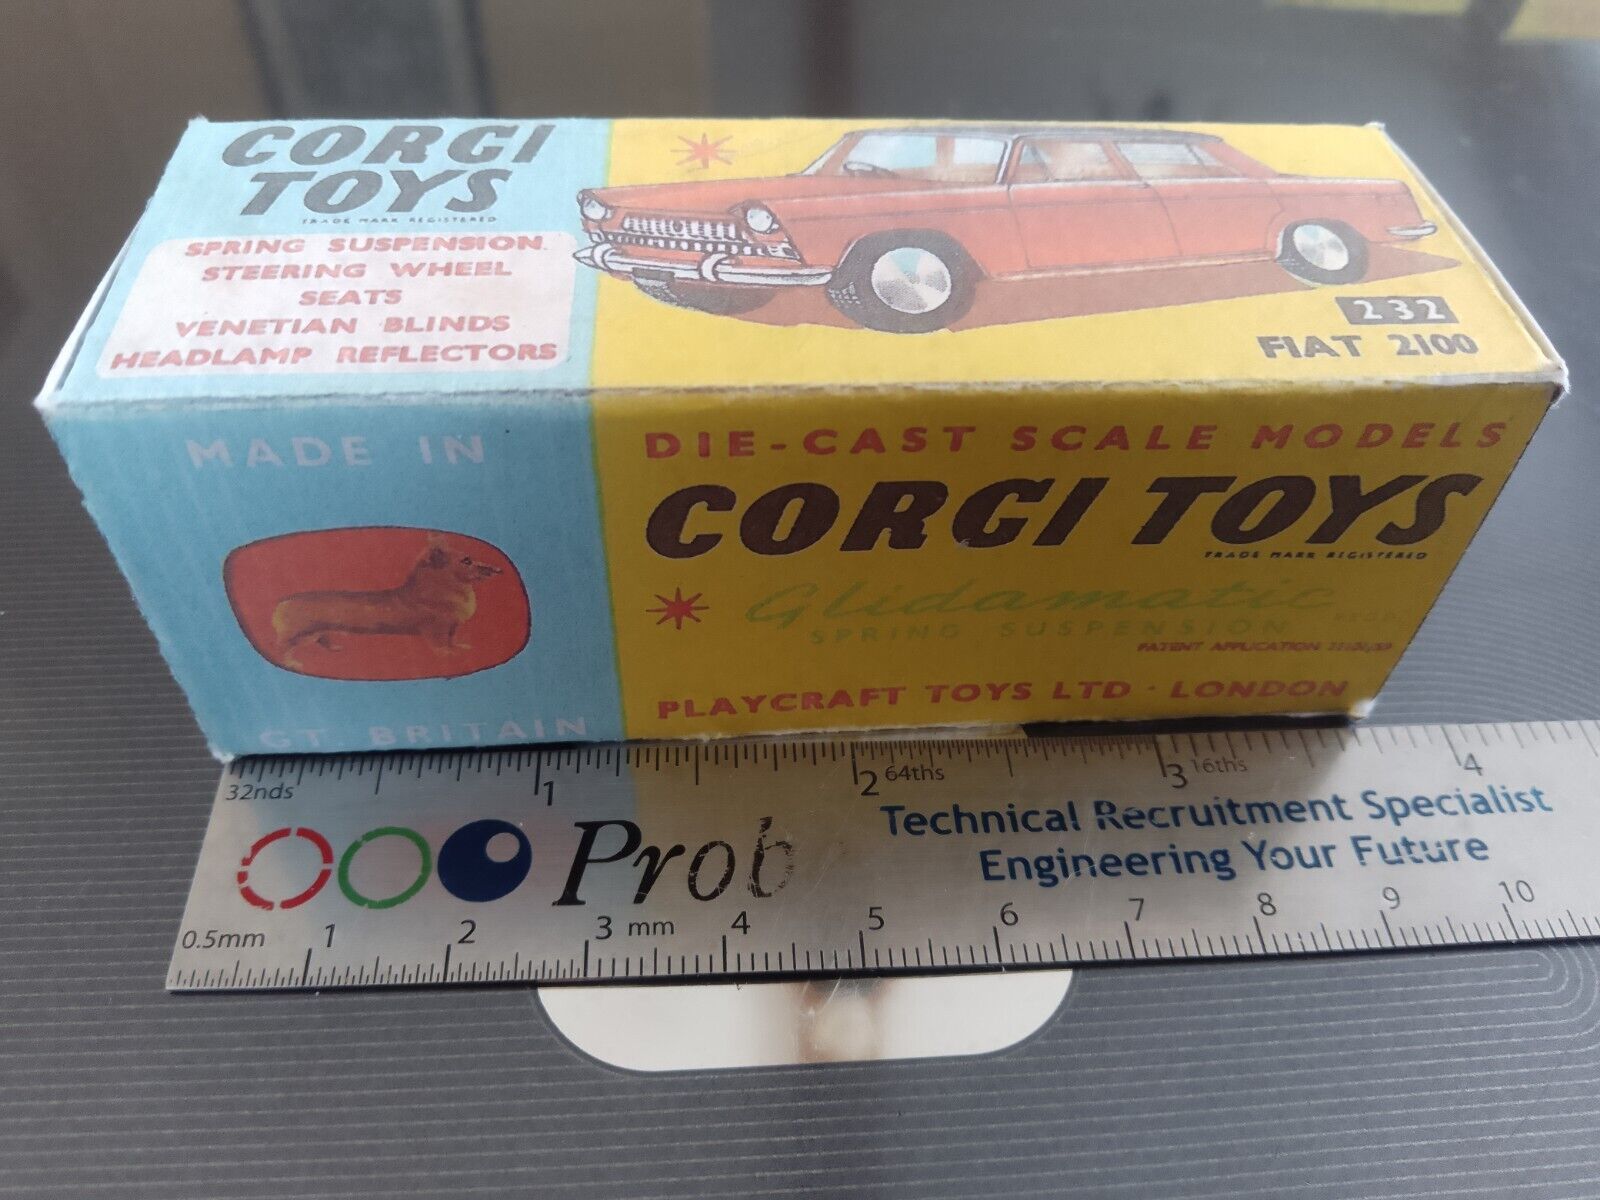 CORGI
TOYS
TRADE MARK REGISTERED
SPRING SUSPENSION
STEERING WHEEL
SEATS
VENETIAN BLINDS
HEADLAMP REFLECTORS
232
FIAT 2100
MADE IN
GT BRITAIN
DIE-CAST SCALE MODELS
CORGI TOYS
TRADE MARK REGISTERED
Glidamatic
SPRING SUSPENSION
PATENT APPLICATION
PLAYCRAFT TOYS LTD · LONDON
32nds 1 2 64ths 3 16ths 4
Prob
Technical Recruitment Specialist
Engineering Your Future
0.5mm 1 2 3 mm 4 5 6 7 8 9 10